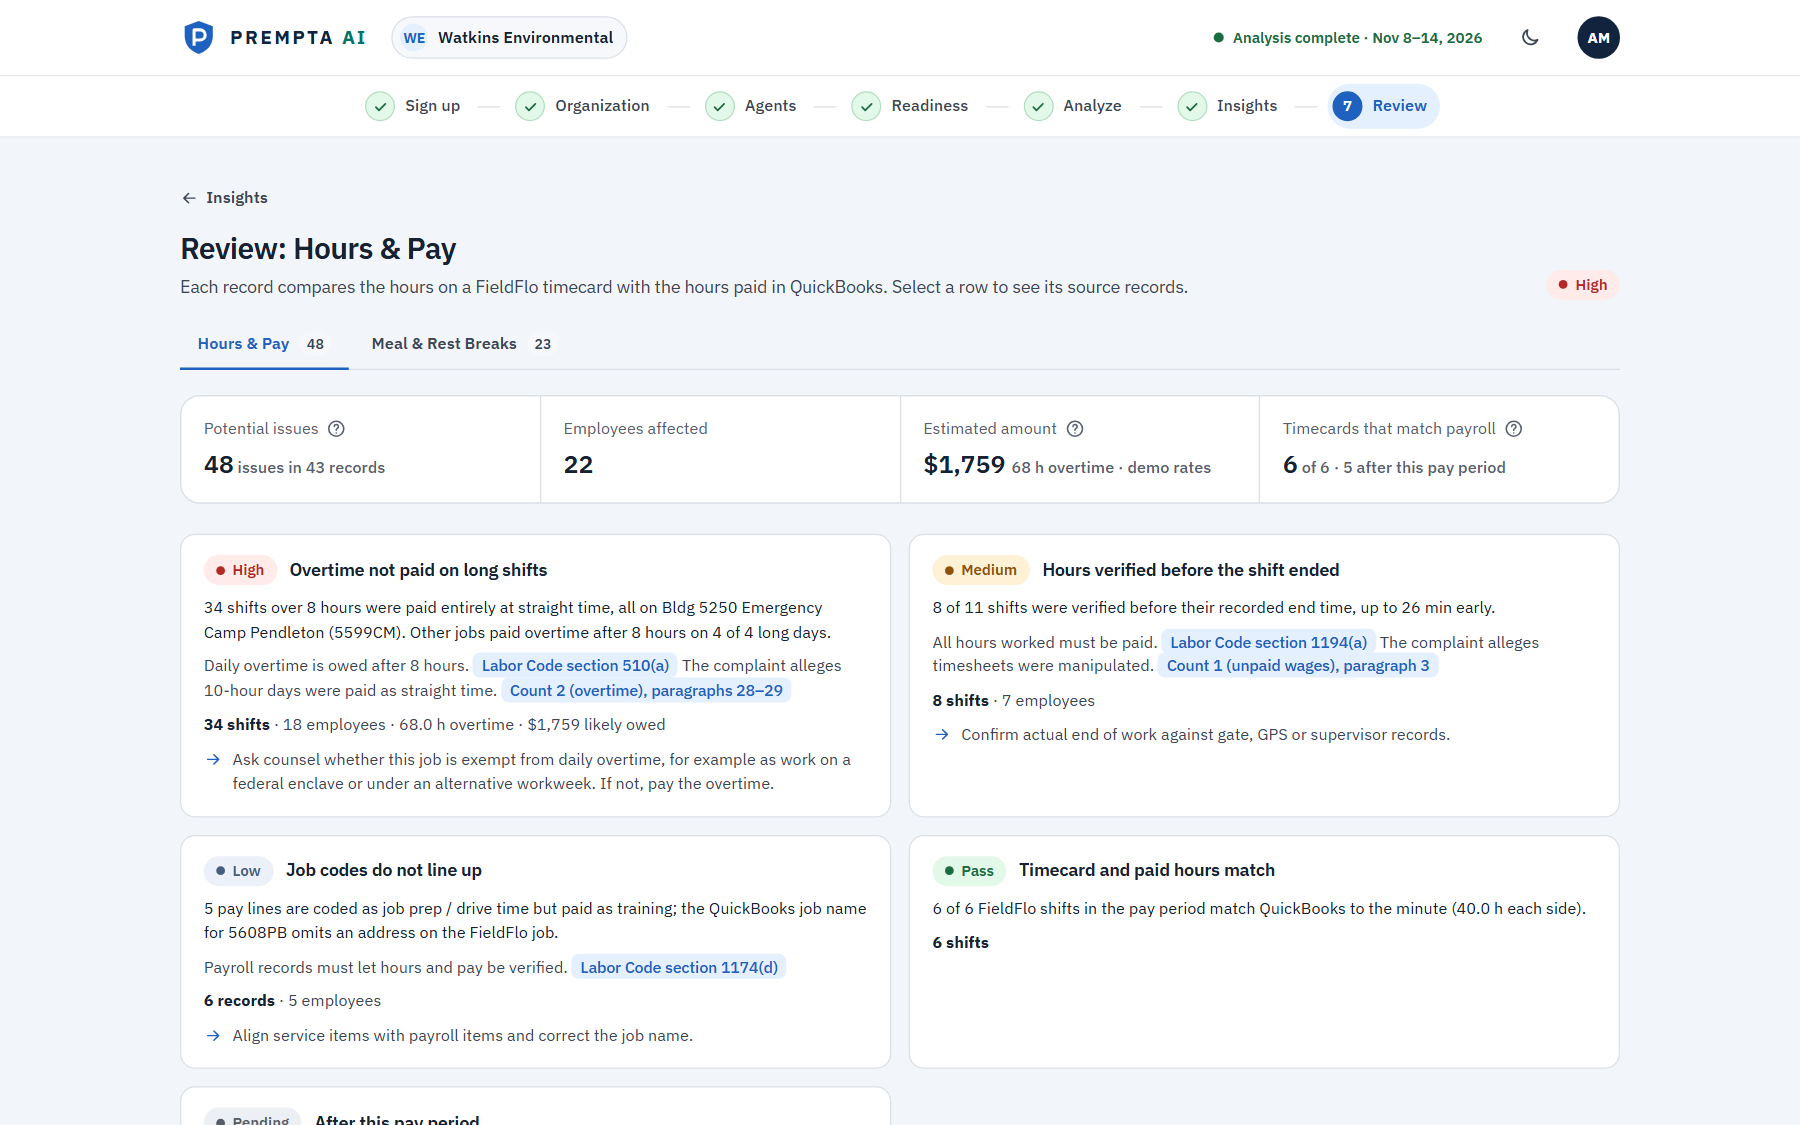 PREMPTA AI
WE Watkins Environmental
Analysis complete · Nov 8–14, 2026
AM
Sign up
Organization
Agents
Readiness
Analyze
Insights
7 Review
← Insights
Review: Hours & Pay
Each record compares the hours on a FieldFlo timecard with the hours paid in QuickBooks. Select a row to see its source records.
High
Hours & Pay 48
Meal & Rest Breaks 23
Potential issues ?
48 issues in 43 records
Employees affected
22
Estimated amount ?
$1,759 68 h overtime · demo rates
Timecards that match payroll ?
6 of 6 · 5 after this pay period
High Overtime not paid on long shifts
34 shifts over 8 hours were paid entirely at straight time, all on Bldg 5250 Emergency
Camp Pendleton (5599CM). Other jobs paid overtime after 8 hours on 4 of 4 long days.
Daily overtime is owed after 8 hours. Labor Code section 510(a) The complaint alleges
10-hour days were paid as straight time. Count 2 (overtime), paragraphs 28–29
34 shifts · 18 employees · 68.0 h overtime · $1,759 likely owed
→ Ask counsel whether this job is exempt from daily overtime, for example as work on a
federal enclave or under an alternative workweek. If not, pay the overtime.
Medium Hours verified before the shift ended
8 of 11 shifts were verified before their recorded end time, up to 26 min early.
All hours worked must be paid. Labor Code section 1194(a) The complaint alleges
timesheets were manipulated. Count 1 (unpaid wages), paragraph 3
8 shifts · 7 employees
→ Confirm actual end of work against gate, GPS or supervisor records.
Low Job codes do not line up
5 pay lines are coded as job prep / drive time but paid as training; the QuickBooks job name
for 5608PB omits an address on the FieldFlo job.
Payroll records must let hours and pay be verified. Labor Code section 1174(d)
6 records · 5 employees
→ Align service items with payroll items and correct the job name.
Pass Timecard and paid hours match
6 of 6 FieldFlo shifts in the pay period match QuickBooks to the minute (40.0 h each side).
6 shifts
Pending After this pay period